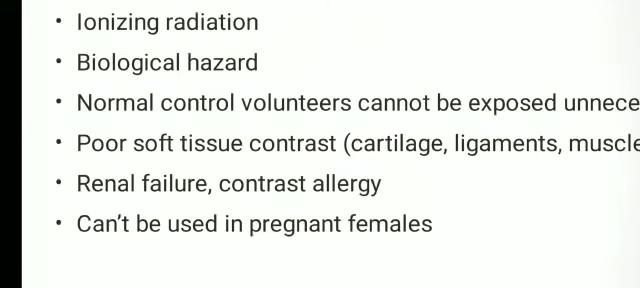 • Ionizing radiation
• Biological hazard
• Normal control volunteers cannot be exposed unnece
• Poor soft tissue contrast (cartilage, ligaments, muscle
• Renal failure, contrast allergy
• Can't be used in pregnant females